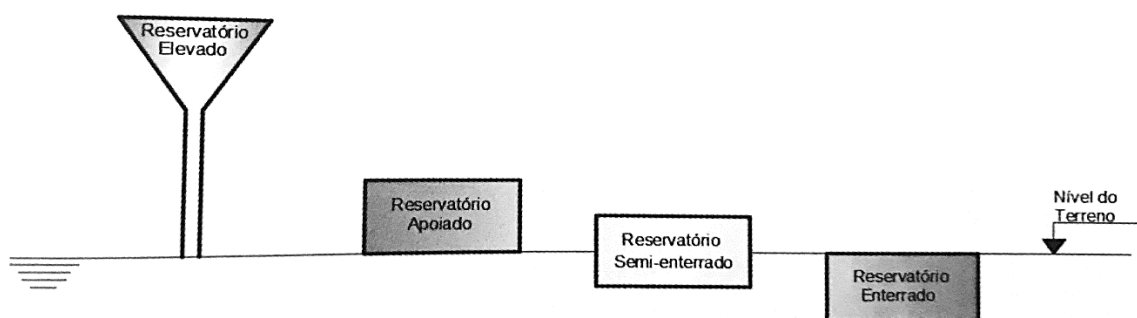 Reservatório
Elevado
Reservatório
Apoiado
Reservatório
Semi-enterrado
Reservatório
Enterrado
Nível do
Terreno